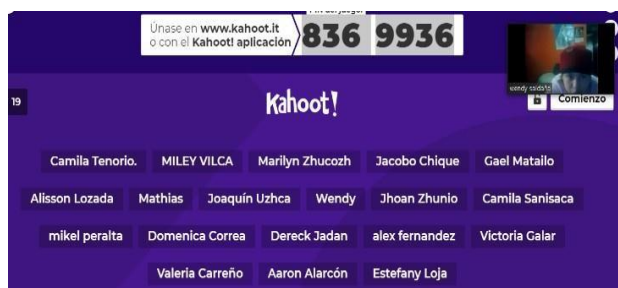 Únase en www.kahoot.it
o con el Kahoot! aplicación
836 9936
wendy saldaña
19
Kahoot!
Comienzo
Camila Tenorio. MILEY VILCA Marilyn Zhucozh Jacobo Chique Gael Matailo
Alisson Lozada Mathias Joaquín Uzhca Wendy Jhoan Zhunio Camila Sanisaca
mikel peralta Domenica Correa Dereck Jadan alex fernandez Victoria Galar
Valeria Carreño Aaron Alarcón Estefany Loja